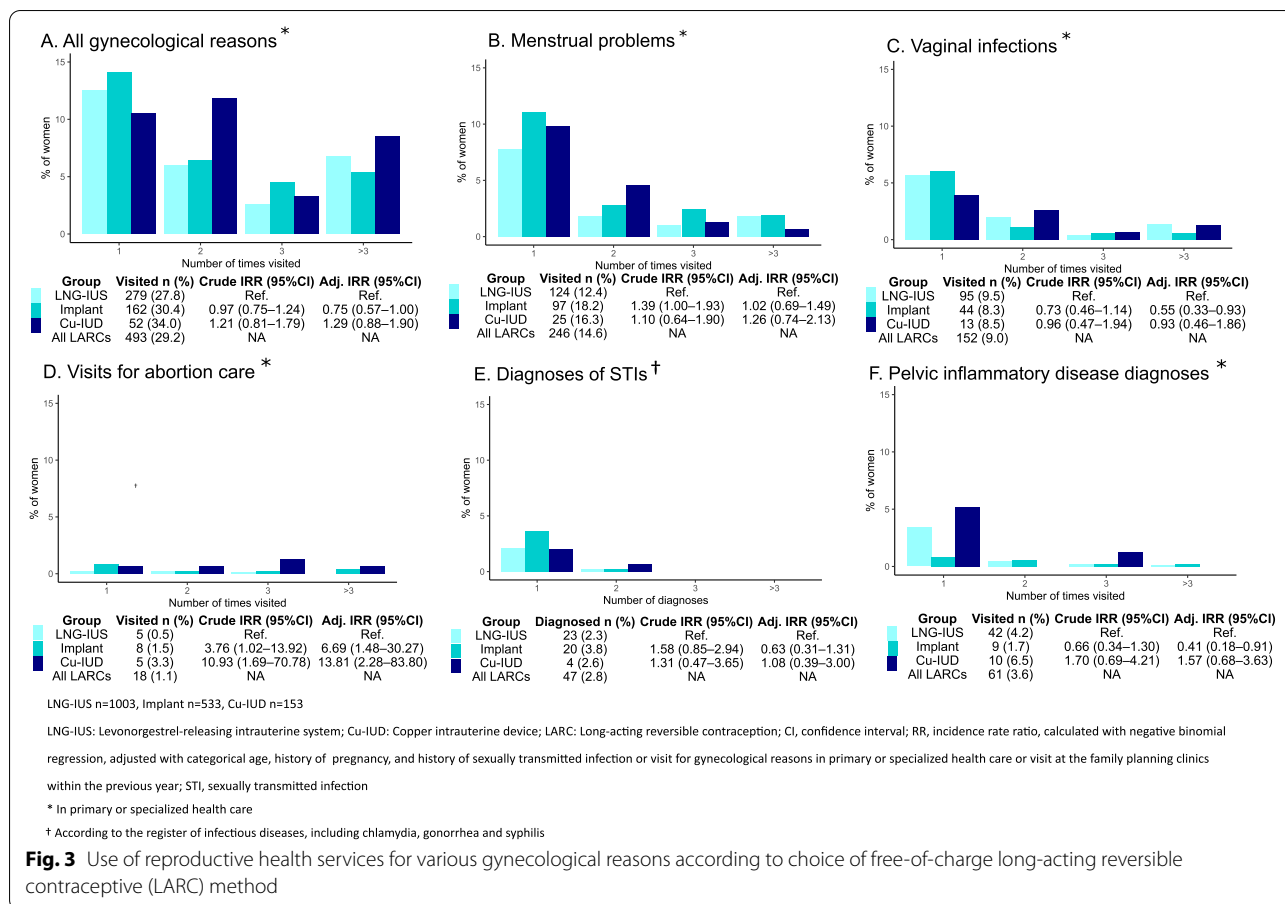 A. All gynecological reasons *
% of women
15
10
5
0
1 2 3 >3
Number of times visited
Group Visited n (%) Crude IRR (95%CI) Adj. IRR (95%CI)
LNG-IUS 279 (27.8) Ref. Ref.
Implant 162 (30.4) 0.97 (0.75–1.24) 0.75 (0.57–1.00)
Cu-IUD 52 (34.0) 1.21 (0.81–1.79) 1.29 (0.88–1.90)
All LARCs 493 (29.2) NA NA
B. Menstrual problems *
% of women
15
10
5
0
1 2 3 >3
Number of times visited
Group Visited n (%) Crude IRR (95%CI) Adj. IRR (95%CI)
LNG-IUS 124 (12.4) Ref. Ref.
Implant 97 (18.2) 1.39 (1.00–1.93) 1.02 (0.69–1.49)
Cu-IUD 25 (16.3) 1.10 (0.64–1.90) 1.26 (0.74–2.13)
All LARCs 246 (14.6) NA NA
C. Vaginal infections *
% of women
15
10
5
0
1 2 3 >3
Number of times visited
Group Visited n (%) Crude IRR (95%CI) Adj. IRR (95%CI)
LNG-IUS 95 (9.5) Ref. Ref.
Implant 44 (8.3) 0.73 (0.46–1.14) 0.55 (0.33–0.93)
Cu-IUD 13 (8.5) 0.96 (0.47–1.94) 0.93 (0.46–1.86)
All LARCs 152 (9.0) NA NA
D. Visits for abortion care *
% of women
15
10
5
0
†
1 2 3 >3
Number of times visited
Group Visited n (%) Crude IRR (95%CI) Adj. IRR (95%CI)
LNG-IUS 5 (0.5) Ref. Ref.
Implant 8 (1.5) 3.76 (1.02–13.92) 6.69 (1.48–30.27)
Cu-IUD 5 (3.3) 10.93 (1.69–70.78) 13.81 (2.28–83.80)
All LARCs 18 (1.1) NA NA
E. Diagnoses of STIs †
% of women
15
10
5
0
1 2 3 >3
Number of diagnoses
Group Diagnosed n (%) Crude IRR (95%CI) Adj. IRR (95%CI)
LNG-IUS 23 (2.3) Ref. Ref.
Implant 20 (3.8) 1.58 (0.85–2.94) 0.63 (0.31–1.31)
Cu-IUD 4 (2.6) 1.31 (0.47–3.65) 1.08 (0.39–3.00)
All LARCs 47 (2.8) NA NA
F. Pelvic inflammatory disease diagnoses *
% of women
15
10
5
0
1 2 3 >3
Number of times visited
Group Visited n (%) Crude IRR (95%CI) Adj. IRR (95%CI)
LNG-IUS 42 (4.2) Ref. Ref.
Implant 9 (1.7) 0.66 (0.34–1.30) 0.41 (0.18–0.91)
Cu-IUD 10 (6.5) 1.70 (0.69–4.21) 1.57 (0.68–3.63)
All LARCs 61 (3.6) NA NA
LNG-IUS n=1003, Implant n=533, Cu-IUD n=153
LNG-IUS: Levonorgestrel-releasing intrauterine system; Cu-IUD: Copper intrauterine device; LARC: Long-acting reversible contraception; CI, confidence interval; RR, incidence rate ratio, calculated with negative binomial
regression, adjusted with categorical age, history of pregnancy, and history of sexually transmitted infection or visit for gynecological reasons in primary or specialized health care or visit at the family planning clinics
within the previous year; STI, sexually transmitted infection
* In primary or specialized health care
† According to the register of infectious diseases, including chlamydia, gonorrhea and syphilis
Fig. 3 Use of reproductive health services for various gynecological reasons according to choice of free-of-charge long-acting reversible
contraceptive (LARC) method